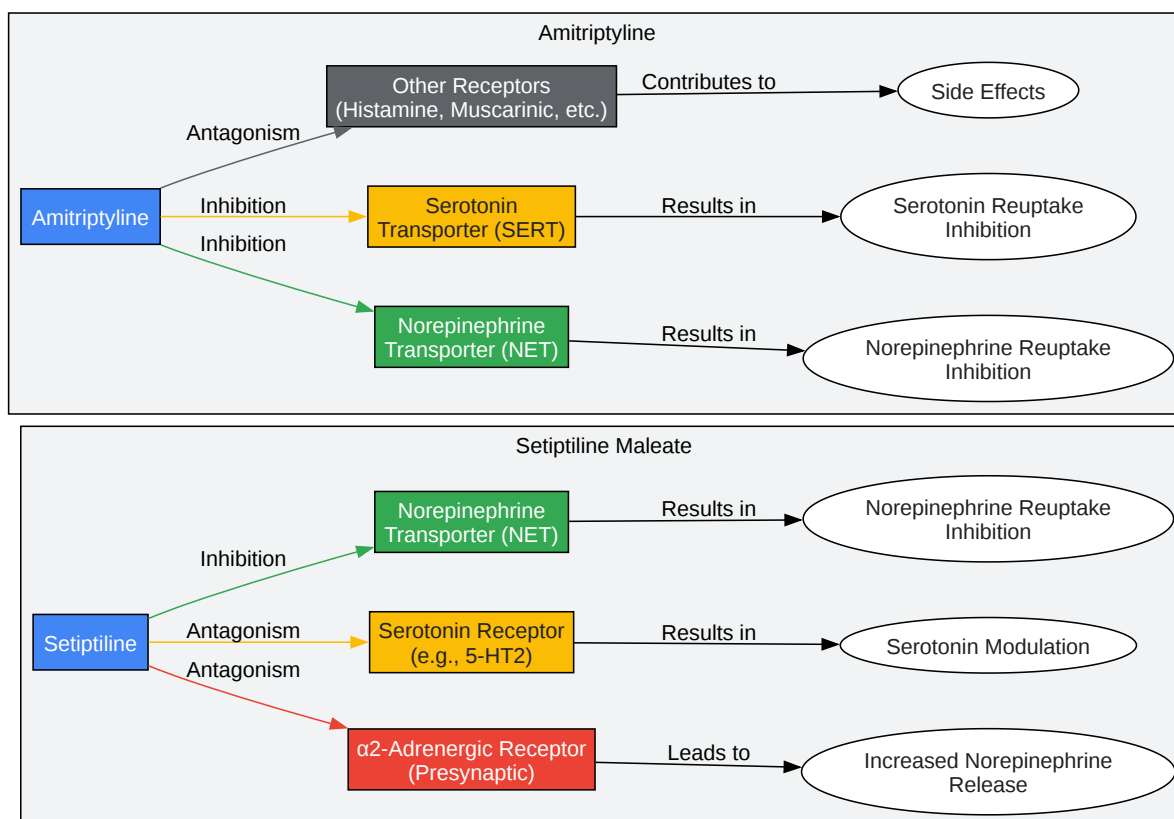 Amitriptyline
Other Receptors
(Histamine, Muscarinic, etc.)
Contributes to
Side Effects
Antagonism
Amitriptyline
Inhibition
Serotonin
Transporter (SERT)
Results in
Serotonin Reuptake
Inhibition
Inhibition
Norepinephrine
Transporter (NET)
Results in
Norepinephrine Reuptake
Inhibition
Setiptiline Maleate
Norepinephrine
Transporter (NET)
Results in
Norepinephrine Reuptake
Inhibition
Inhibition
Setiptiline
Antagonism
Serotonin Receptor
(e.g., 5-HT2)
Results in
Serotonin Modulation
Antagonism
α2-Adrenergic Receptor
(Presynaptic)
Leads to
Increased Norepinephrine
Release